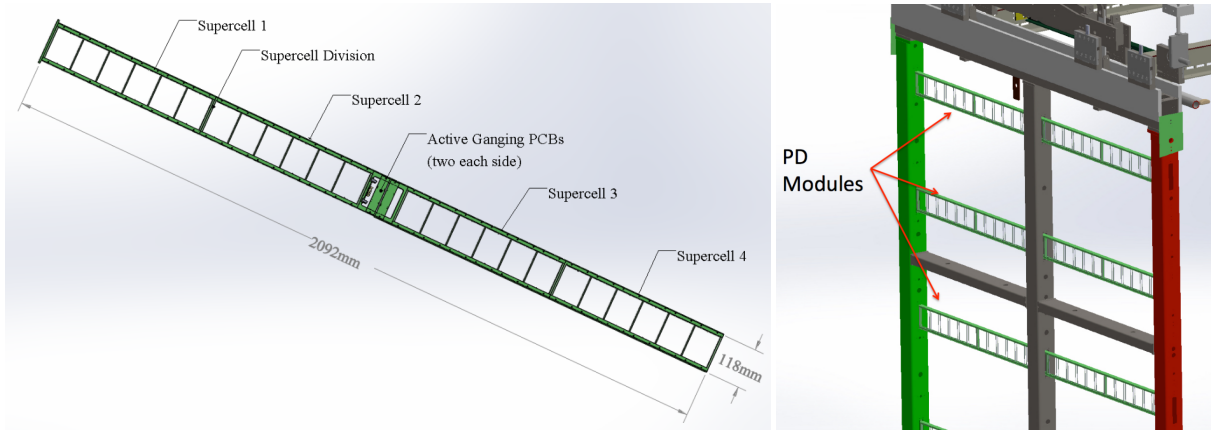 Supercell 1
Supercell Division
Supercell 2
Active Ganging PCBs
(two each side)
Supercell 3
Supercell 4
2092mm
118mm
PD
Modules